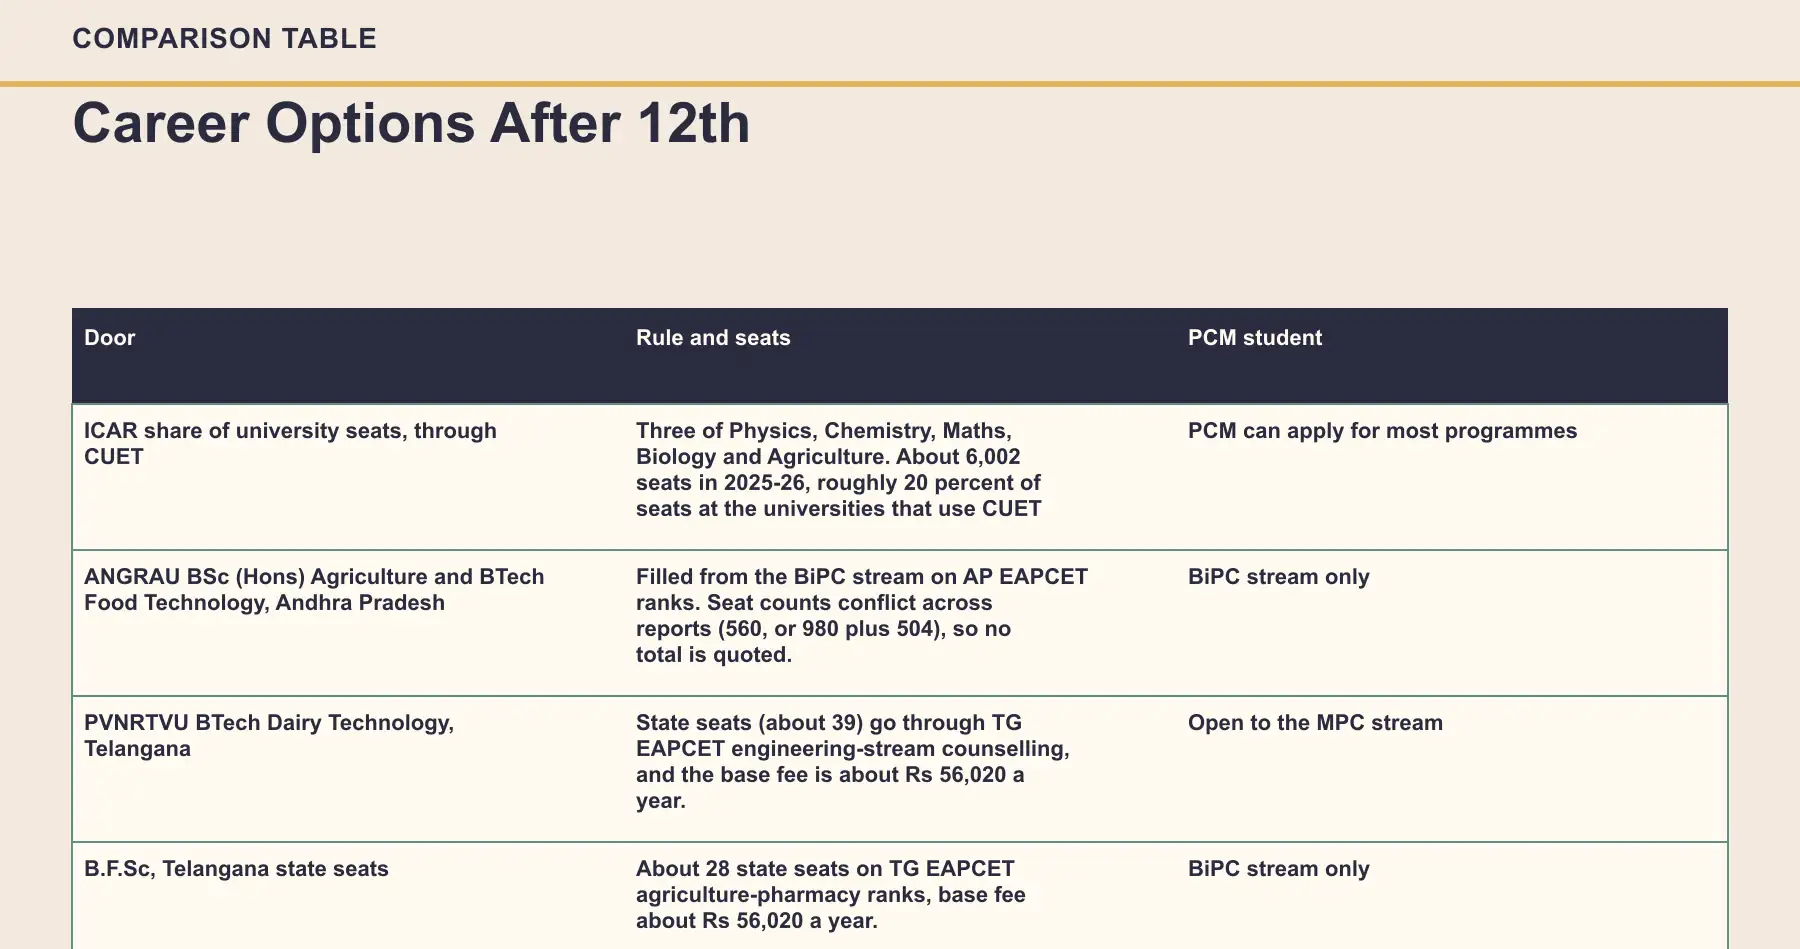 COMPARISON TABLE
Career Options After 12th
Door
Rule and seats
PCM student
ICAR share of university seats, through
CUET
Three of Physics, Chemistry, Maths,
Biology and Agriculture. About 6,002
seats in 2025-26, roughly 20 percent of
seats at the universities that use CUET
PCM can apply for most programmes
ANGRAU BSc (Hons) Agriculture and BTech
Food Technology, Andhra Pradesh
Filled from the BiPC stream on AP EAPCET
ranks. Seat counts conflict across
reports (560, or 980 plus 504), so no
total is quoted.
BiPC stream only
PVNRTVU BTech Dairy Technology,
Telangana
State seats (about 39) go through TG
EAPCET engineering-stream counselling,
and the base fee is about Rs 56,020 a
year.
Open to the MPC stream
B.F.Sc, Telangana state seats
About 28 state seats on TG EAPCET
agriculture-pharmacy ranks, base fee
about Rs 56,020 a year.
BiPC stream only